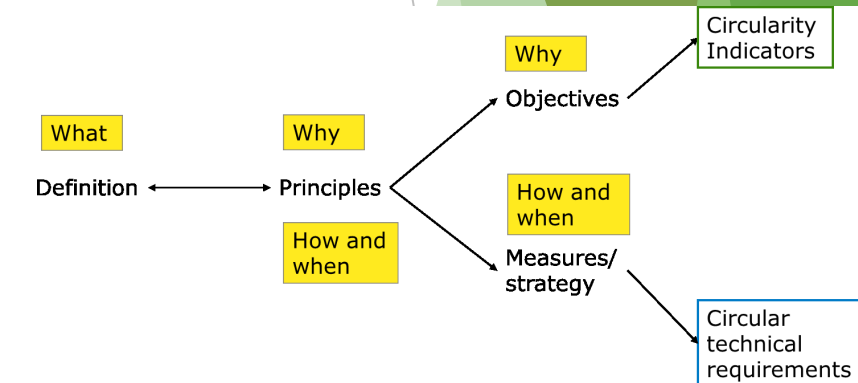 Circularity
Indicators
Why
Objectives
What
Why
Definition
Principles
How and
when
How and
when
Measures/
strategy
Circular
technical
requirements